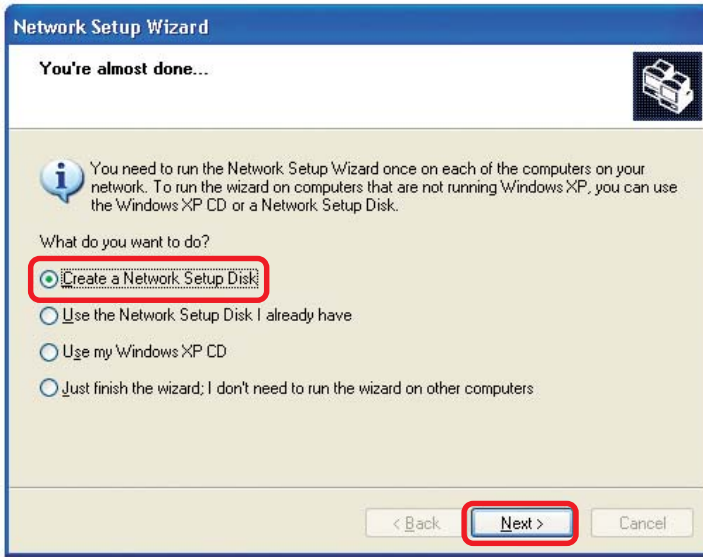 Network Setup Wizard
You're almost done...
You need to run the Network Setup Wizard once on each of the computers on your
network. To run the wizard on computers that are not running Windows XP, you can use
the Windows XP CD or a Network Setup Disk.
What do you want to do?
Create a Network Setup Disk
Use the Network Setup Disk I already have
Use my Windows XP CD
Just finish the wizard; I don't need to run the wizard on other computers
< Back
Next >
Cancel